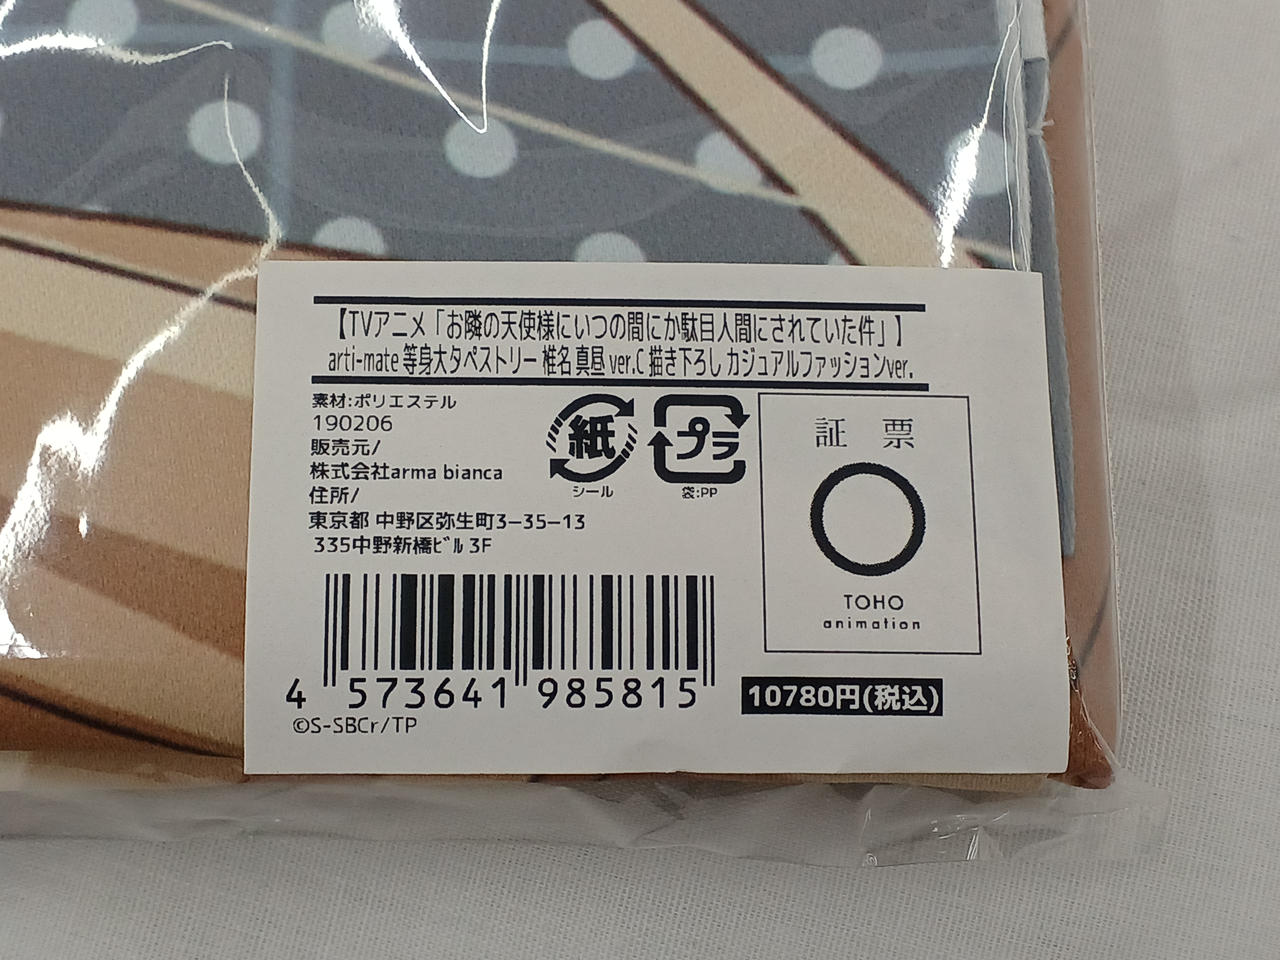 【TVアニメ「お隣の天使様にいつの間にか駄目人間にされていた件」】
arti-mate 等身大タペストリー 椎名 真昼 ver.C 描き下ろし カジュアルファッションver.
素材:ポリエステル
190206
販売元/
株式会社arma bianca
住所/
東京都 中野区弥生町3−35−13
335中野新橋ﾋﾞﾙ 3F
紙
シール
プラ
袋:PP
証 票
TOHO
animation
4 573641 985815
10780円(税込)
©S-SBCr/TP